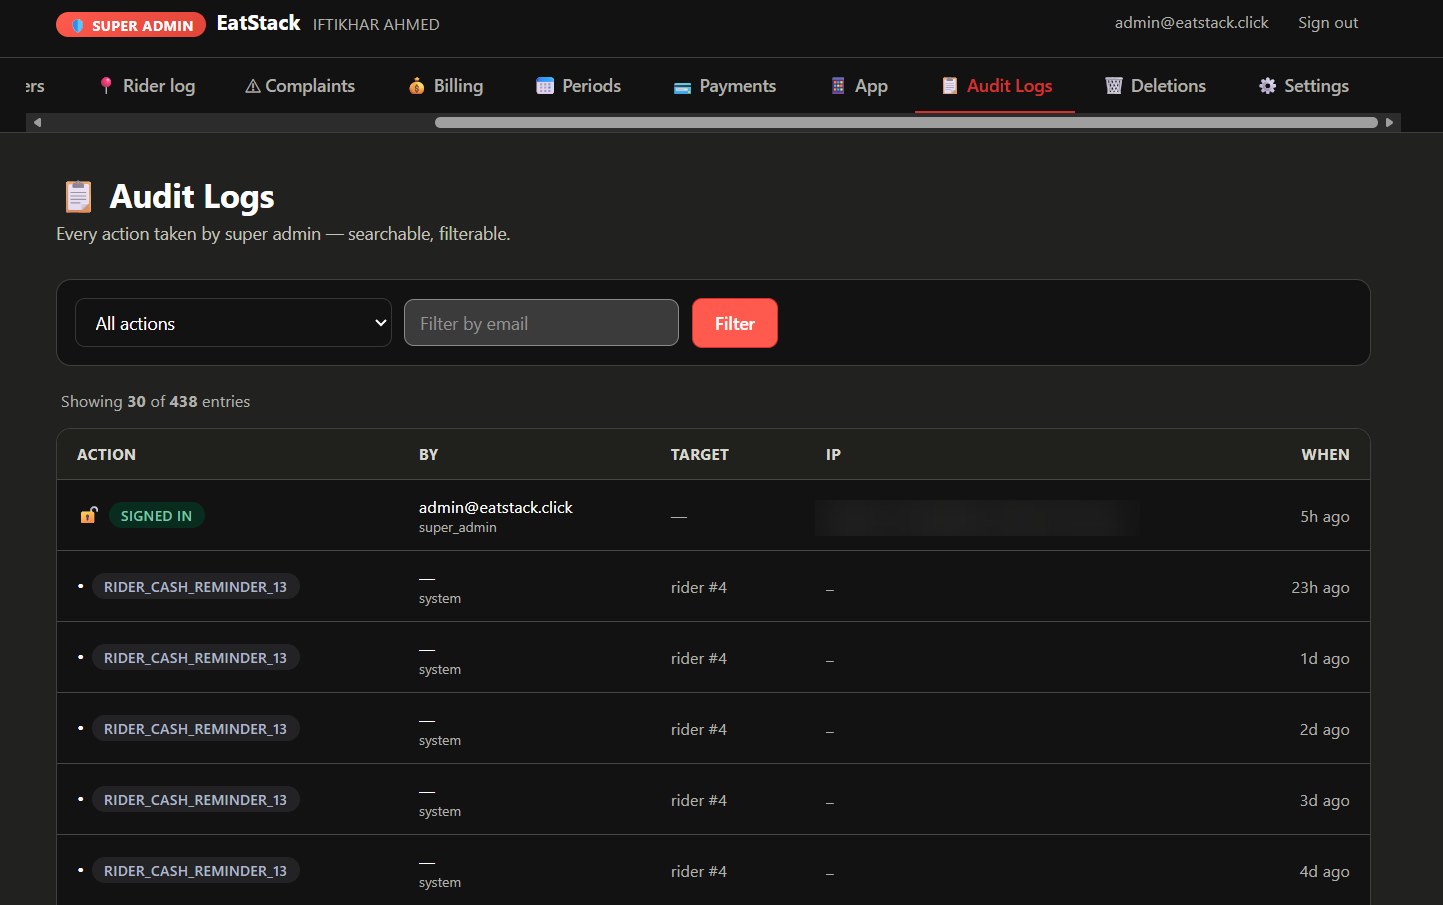 SUPER ADMIN EatStack IFTIKHAR AHMED admin@eatstack.click Sign out
ers Rider log Complaints Billing Periods Payments App Audit Logs Deletions Settings
Audit Logs
Every action taken by super admin — searchable, filterable.
All actions Filter by email Filter
Showing 30 of 438 entries
ACTION BY TARGET IP WHEN
SIGNED IN admin@eatstack.click — 5h ago
super_admin
• RIDER_CASH_REMINDER_13 — rider #4 – 23h ago
system
• RIDER_CASH_REMINDER_13 — rider #4 – 1d ago
system
• RIDER_CASH_REMINDER_13 — rider #4 – 2d ago
system
• RIDER_CASH_REMINDER_13 — rider #4 – 3d ago
system
• RIDER_CASH_REMINDER_13 — rider #4 – 4d ago
system